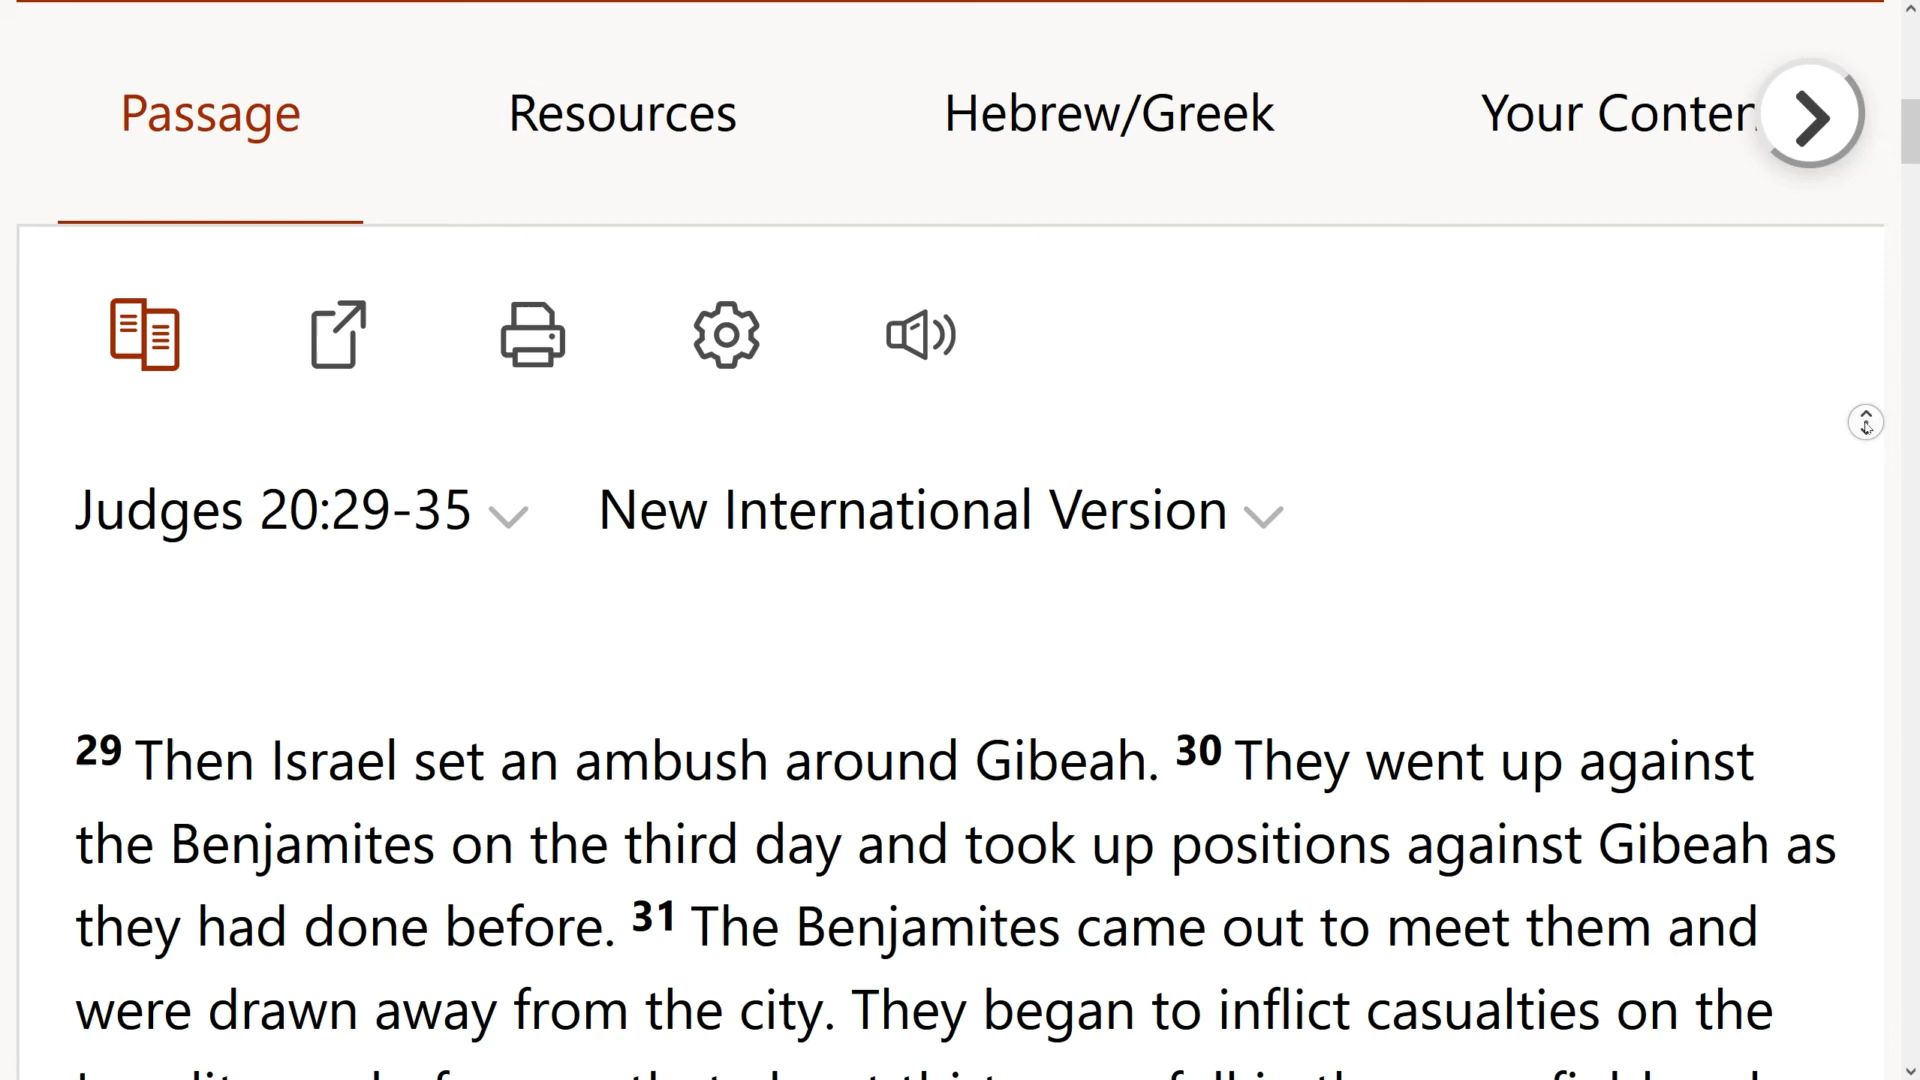 Passage Resources Hebrew/Greek Your Conten
Judges 20:29-35 New International Version
29 Then Israel set an ambush around Gibeah. 30 They went up against
the Benjamites on the third day and took up positions against Gibeah as
they had done before. 31 The Benjamites came out to meet them and
were drawn away from the city. They began to inflict casualties on the